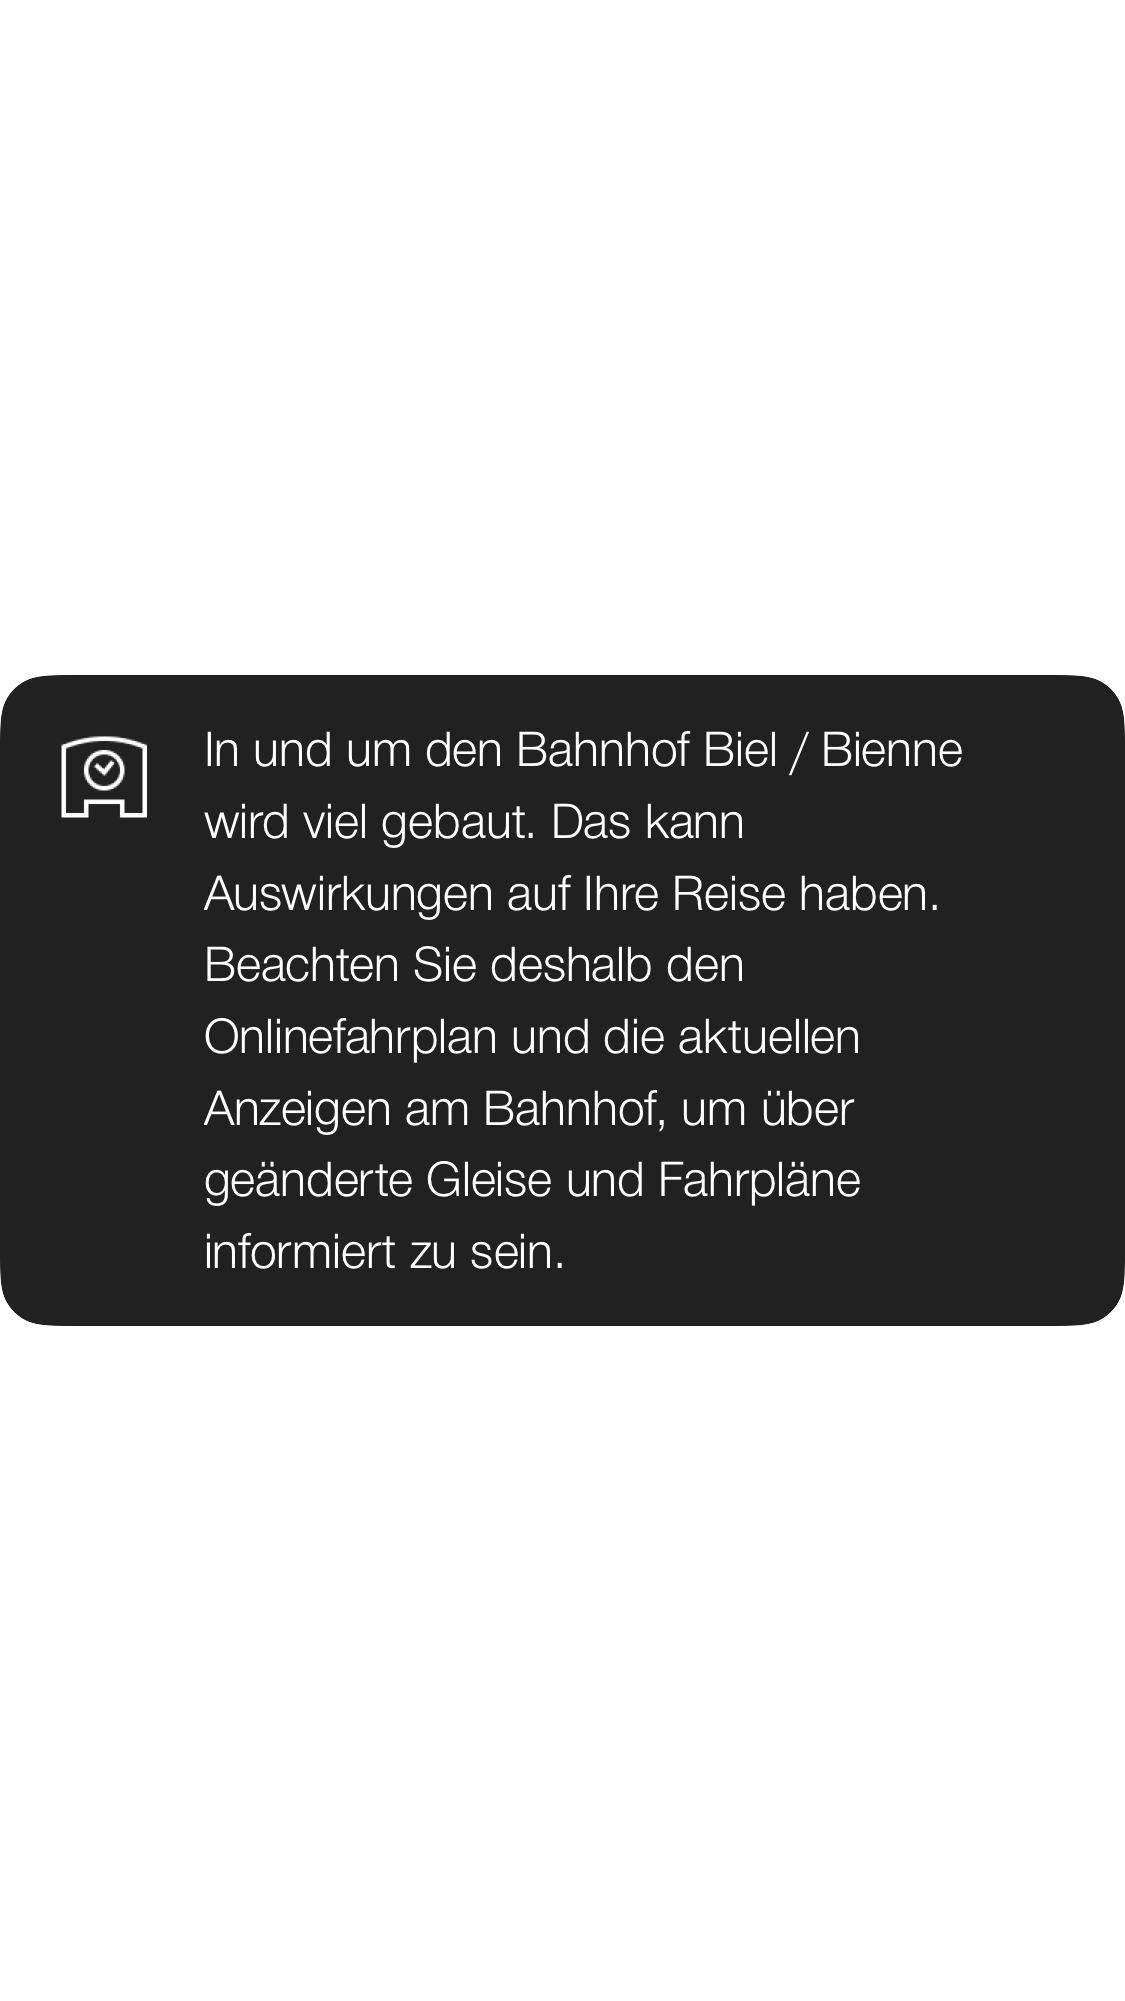 In und um den Bahnhof Biel / Bienne
wird viel gebaut. Das kann
Auswirkungen auf Ihre Reise haben.
Beachten Sie deshalb den
Onlinefahrplan und die aktuellen
Anzeigen am Bahnhof, um über
geänderte Gleise und Fahrpläne
informiert zu sein.